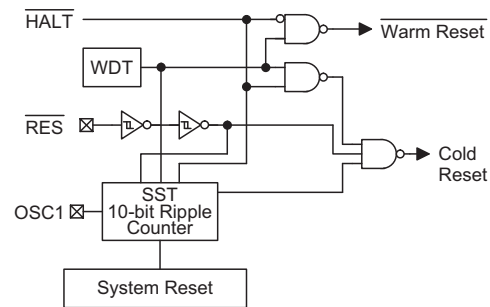 HALT
Warm Reset
WDT
RES
Cold
Reset
SST
10-bit Ripple
Counter
OSC1
System Reset